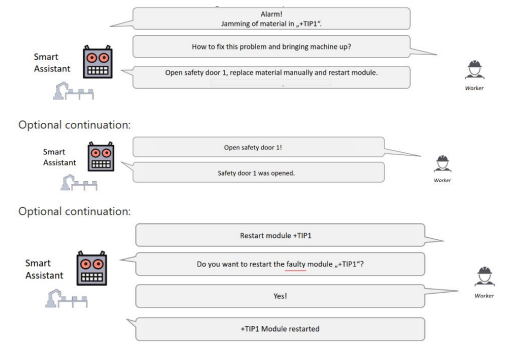 Alarm!
Jamming of material in „+TIP1“.
How to fix this problem and bringing machine up?
Smart
Assistant
Open safety door 1, replace material manually and restart module.
Worker
Optional continuation:
Open safety door 1!
Smart
Assistant
Safety door 1 was opened.
Worker
Optional continuation:
Restart module +TIP1
Smart
Assistant
Do you want to restart the faulty module „+TIP1“?
Yes!
Worker
+TIP1 Module restarted